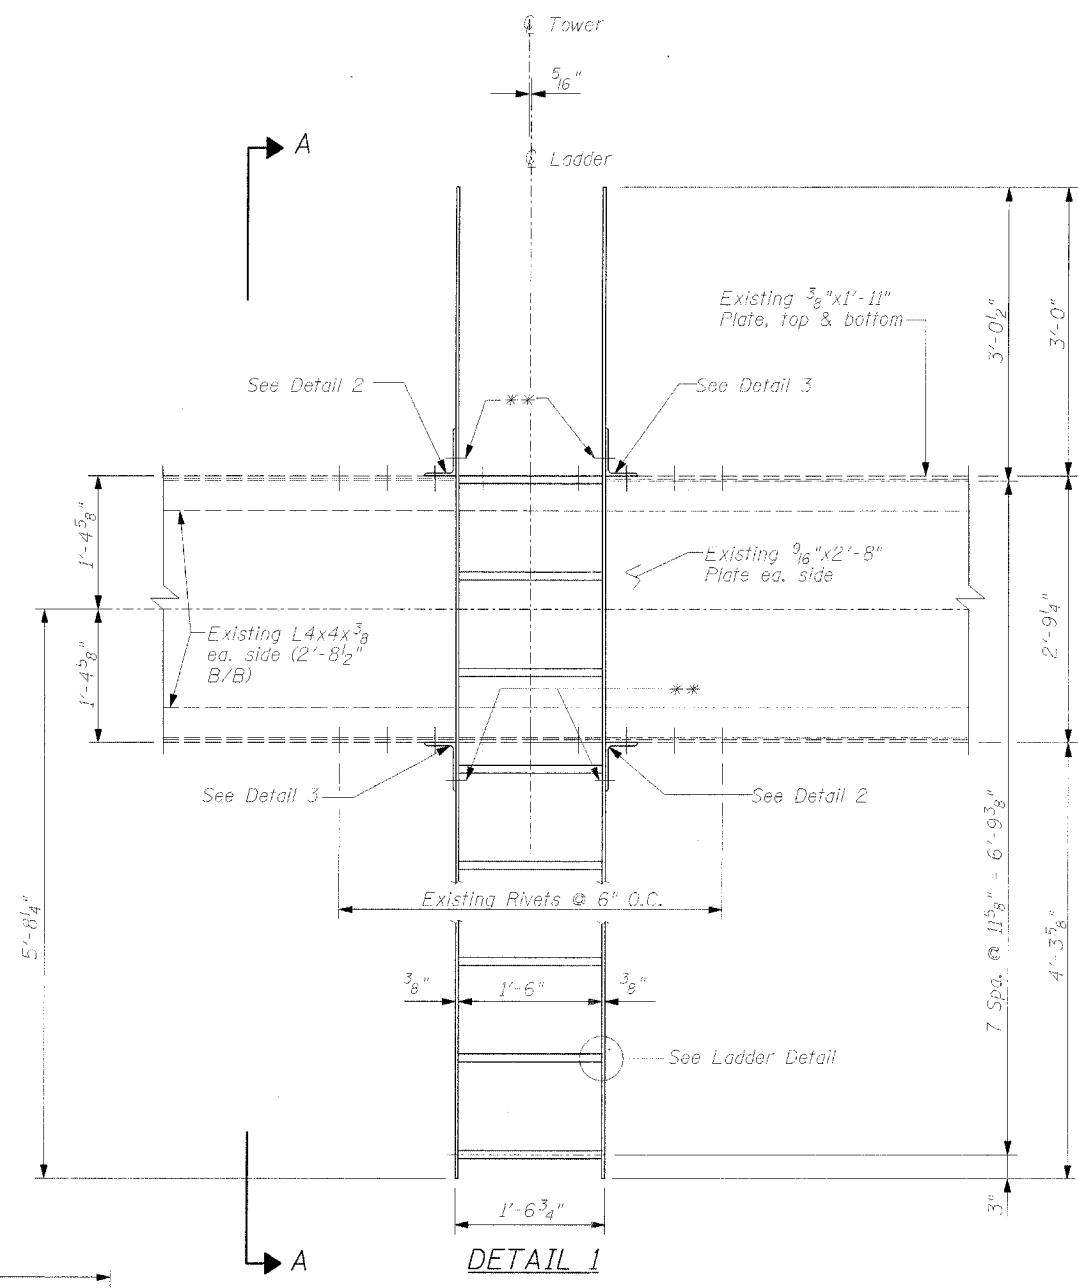 ℄ Tower
5/16"
A
℄ Ladder
Existing 3/8"x1'-11"
Plate, top & bottom
3'-0 1/2"
3'-0"
See Detail 2
**
See Detail 3
1'-4 5/8"
Existing 9/16"x2'-8"
Plate ea. side
Existing L4x4x3/8
ea. side (2'-8 1/2"
B/B)
2'-9 1/4"
1'-4 5/8"
**
See Detail 3
See Detail 2
Existing Rivets @ 6" O.C.
5'-8 1/4"
7 Spa. @ 11 5/8" = 6'-9 3/8"
4'-3 5/8"
3/8"
1'-6"
3/8"
See Ladder Detail
3"
1'-6 3/4"
A
DETAIL 1